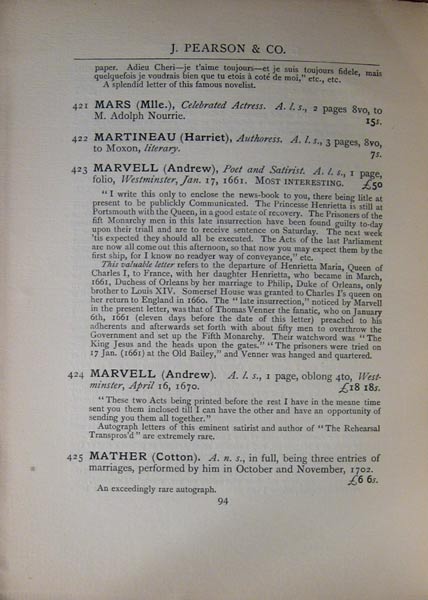 J. PEARSON & CO.
paper. Adieu Cheri—je t'aime toujours—et je suis toujours fidele, mais
quelquefois je voudrais bien que tu etois à coté de moi," etc., etc.
A splendid letter of this famous novelist.
421 MARS (Mlle.), Celebrated Actress. A. l. s., 2 pages 8vo, to
M. Adolph Nourrie. 15s.
422 MARTINEAU (Harriet), Authoress. A. l. s., 3 pages, 8vo,
to Moxon, literary. 7s.
423 MARVELL (Andrew), Poet and Satirist. A. l. s., 1 page,
folio, Westminster, Jan. 17, 1661. MOST INTERESTING. £50
"I write this only to enclose the news-book to you, there being litle at
present to be publickly Communicated. The Princesse Henrietta is still at
Portsmouth with the Queen, in a good estate of recovery. The Prisoners of the
fifth Monarchy men in this late insurrection have been found guilty to-day
upon their triall and are to receive sentence on Saturday. The next week
'tis expected they should all be executed. The Acts of the last Parliament
are now all come out this afternoon, so that now you may expect them by the
first ship, for I know no readyer way of conveyance," etc.
This valuable letter refers to the departure of Henrietta Maria, Queen of
Charles I, to France, with her daughter Henrietta, who became in March,
1661, Duchess of Orleans by her marriage to Philip, Duke of Orleans, only
brother to Louis XIV. Somerset House was granted to Charles I's queon on
her return to England in 1660. The "late insurrection," noticed by Marvell
in the present letter, was that of Thomas Venner the fanatic, who on January
6th, 1661 (eleven days before the date of this letter) preached to his
adherents and afterwards set forth with about fifty men to overthrow the
Government and set up the Fifth Monarchy. Their watchword was "The
King Jesus and the heads upon the gates." "The prisoners were tried on
17 Jan. (1661) at the Old Bailey," and Venner was hanged and quartered.
424 MARVELL (Andrew). A. l. s., 1 page, oblong 4to, West-
minster, April 16, 1670. £18 18s.
"These two Acts being printed before the rest I have in the meane time
sent you them inclosed till I can have the other and have an opportunity of
sending you them all together."
Autograph letters of this eminent satirist and author of "The Rehearsal
Transpros'd" are extremely rare.
425 MATHER (Cotton). A. n. s., in full, being three entries of
marriages, performed by him in October and November, 1702.
£6 6s.
An exceedingly rare autograph.
94